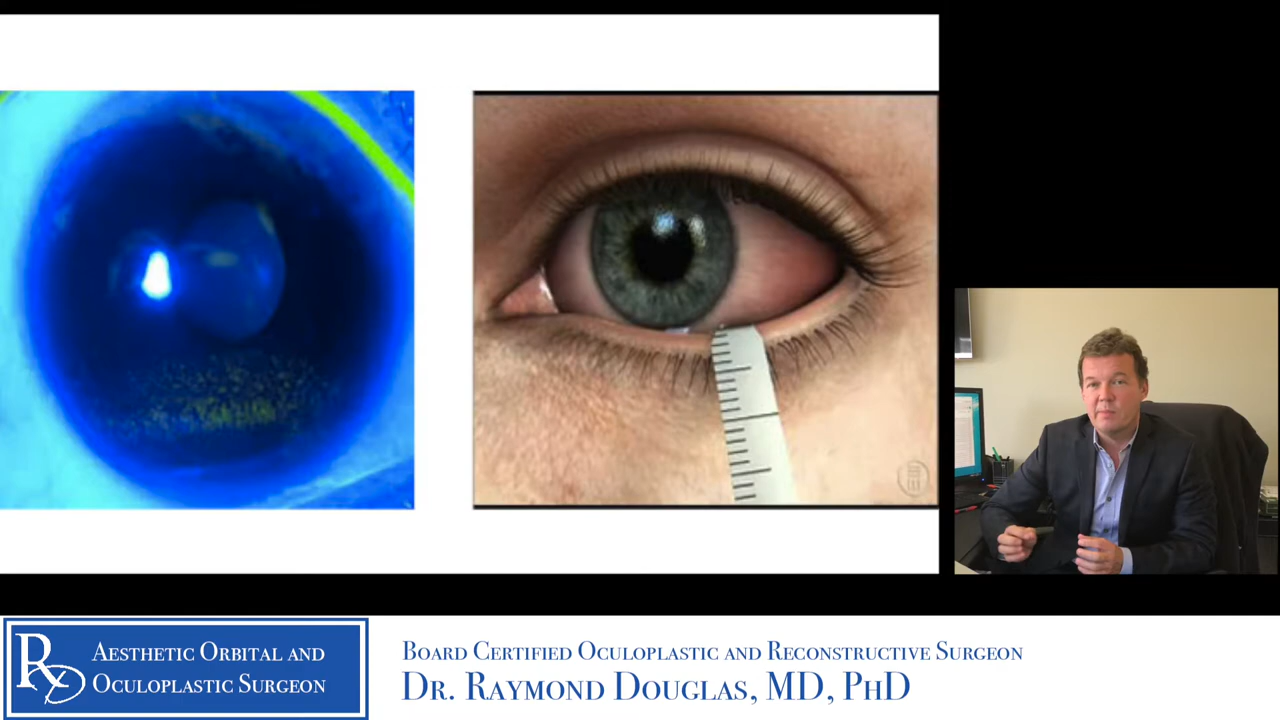 Rx
Aesthetic Orbital and
Oculoplastic Surgeon
Board Certified Oculoplastic and Reconstructive Surgeon
Dr. Raymond Douglas, MD, PhD